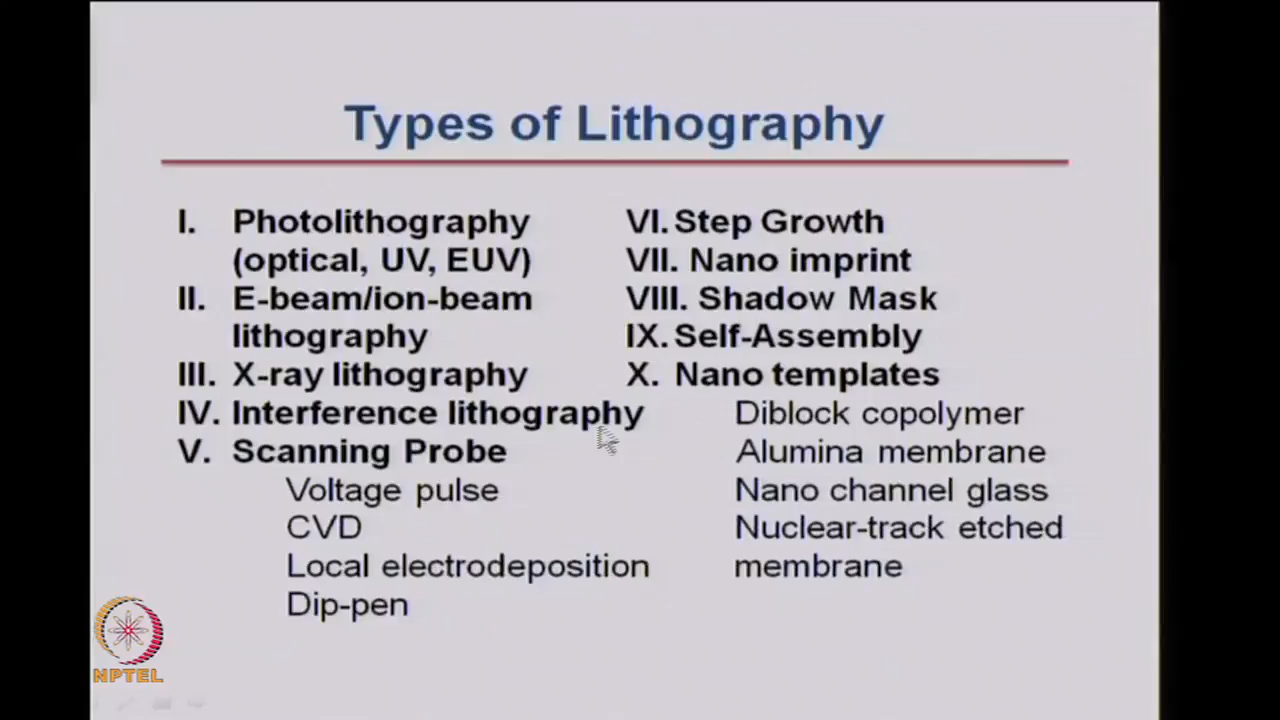 Types of Lithography
I. Photolithography
(optical, UV, EUV)
II. E-beam/ion-beam
lithography
III. X-ray lithography
IV. Interference lithography
V. Scanning Probe
Voltage pulse
CVD
Local electrodeposition
Dip-pen
VI. Step Growth
VII. Nano imprint
VIII. Shadow Mask
IX. Self-Assembly
X. Nano templates
Diblock copolymer
Alumina membrane
Nano channel glass
Nuclear-track etched
membrane
NPTEL